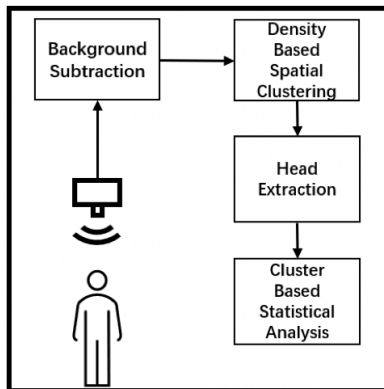 Background
Subtraction
Density
Based
Spatial
Clustering
Head
Extraction
Cluster
Based
Statistical
Analysis